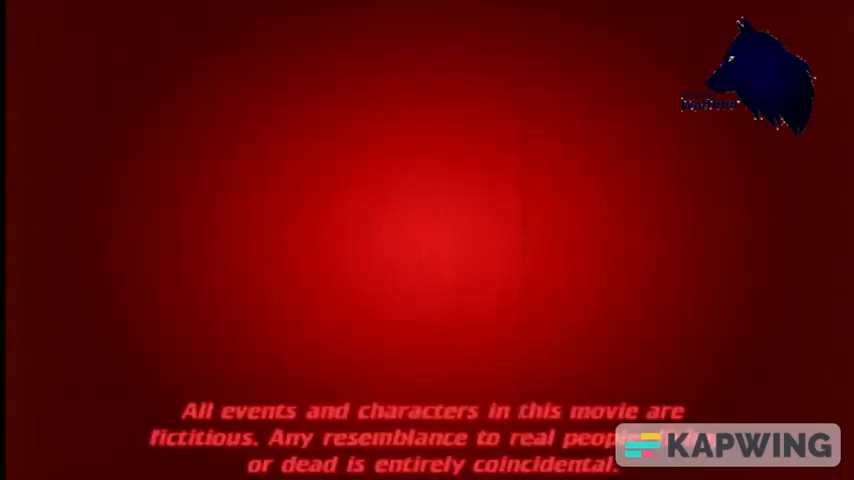 All events and characters in this movie are
fictitious. Any resemblance to real people
or dead is entirely coincidental.
KAPWING